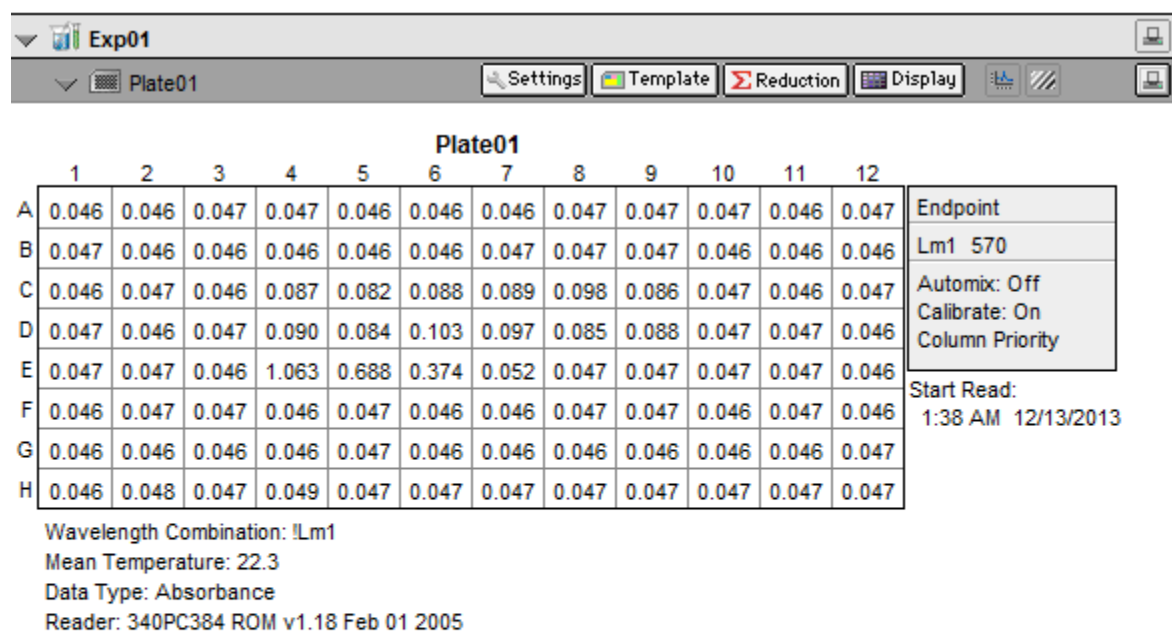 Exp01
Plate01
Settings Template Reduction Display
Plate01
1 2 3 4 5 6 7 8 9 10 11 12
A 0.046 0.046 0.047 0.047 0.046 0.046 0.046 0.047 0.047 0.047 0.046 0.047
B 0.047 0.046 0.046 0.046 0.046 0.046 0.047 0.047 0.047 0.046 0.046 0.046
C 0.046 0.047 0.046 0.087 0.082 0.088 0.089 0.098 0.086 0.047 0.046 0.047
D 0.047 0.046 0.047 0.090 0.084 0.103 0.097 0.085 0.088 0.047 0.047 0.046
E 0.047 0.047 0.046 1.063 0.688 0.374 0.052 0.047 0.047 0.047 0.047 0.046
F 0.046 0.047 0.047 0.046 0.047 0.046 0.046 0.047 0.046 0.047 0.047 0.046
G 0.046 0.046 0.046 0.046 0.047 0.046 0.046 0.046 0.046 0.046 0.046 0.047
H 0.046 0.048 0.047 0.049 0.047 0.047 0.047 0.047 0.047 0.047 0.047 0.047
Endpoint
Lm1 570
Automix: Off
Calibrate: On
Column Priority
Start Read:
1:38 AM 12/13/2013
Wavelength Combination: !Lm1
Mean Temperature: 22.3
Data Type: Absorbance
Reader: 340PC384 ROM v1.18 Feb 01 2005